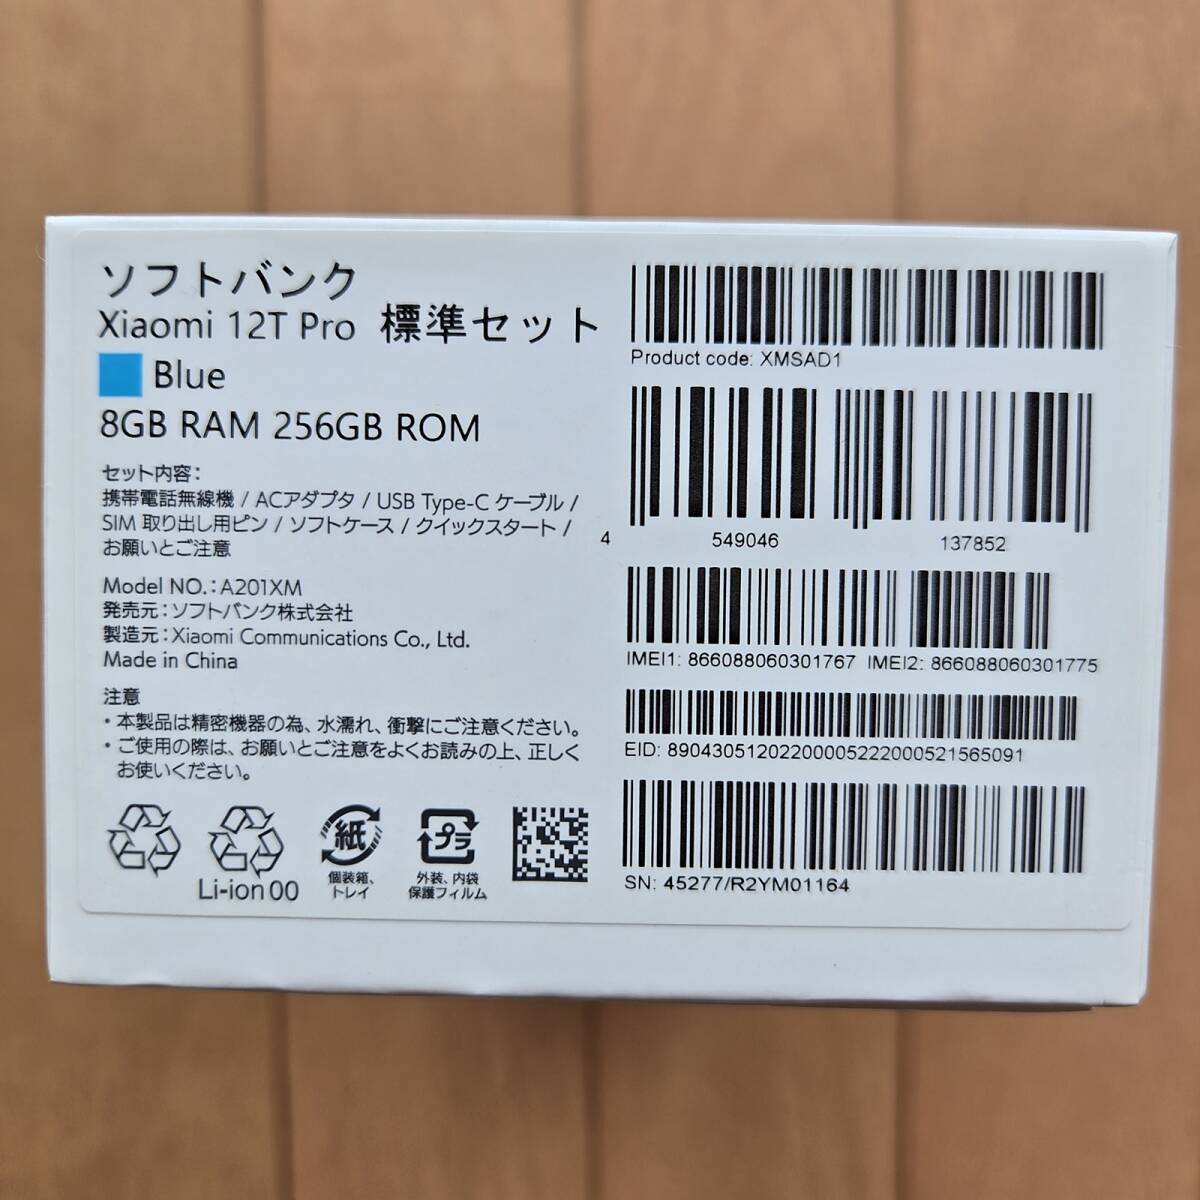 ソフトバンク
Xiaomi 12T Pro 標準セット
Blue
8GB RAM 256GB ROM
セット内容:
携帯電話無線機 / ACアダプタ / USB Type-C ケーブル /
SIM 取り出し用ピン / ソフトケース / クイックスタート /
お願いとご注意
Model NO.: A201XM
発売元:ソフトバンク株式会社
製造元:Xiaomi Communications Co., Ltd.
Made in China
注意
・本製品は精密機器の為、水濡れ、衝撃にご注意ください。
・ご使用の際は、お願いとご注意をよくお読みの上、正しく
お使いください。
Li-ion 00
紙
個装箱、
トレイ
プラ
外装、内袋
保護フィルム
Product code: XMSAD1
4 549046 137852
IMEI1: 866088060301767 IMEI2: 866088060301775
EID: 89043051202200005222000521565091
SN: 45277/R2YM01164